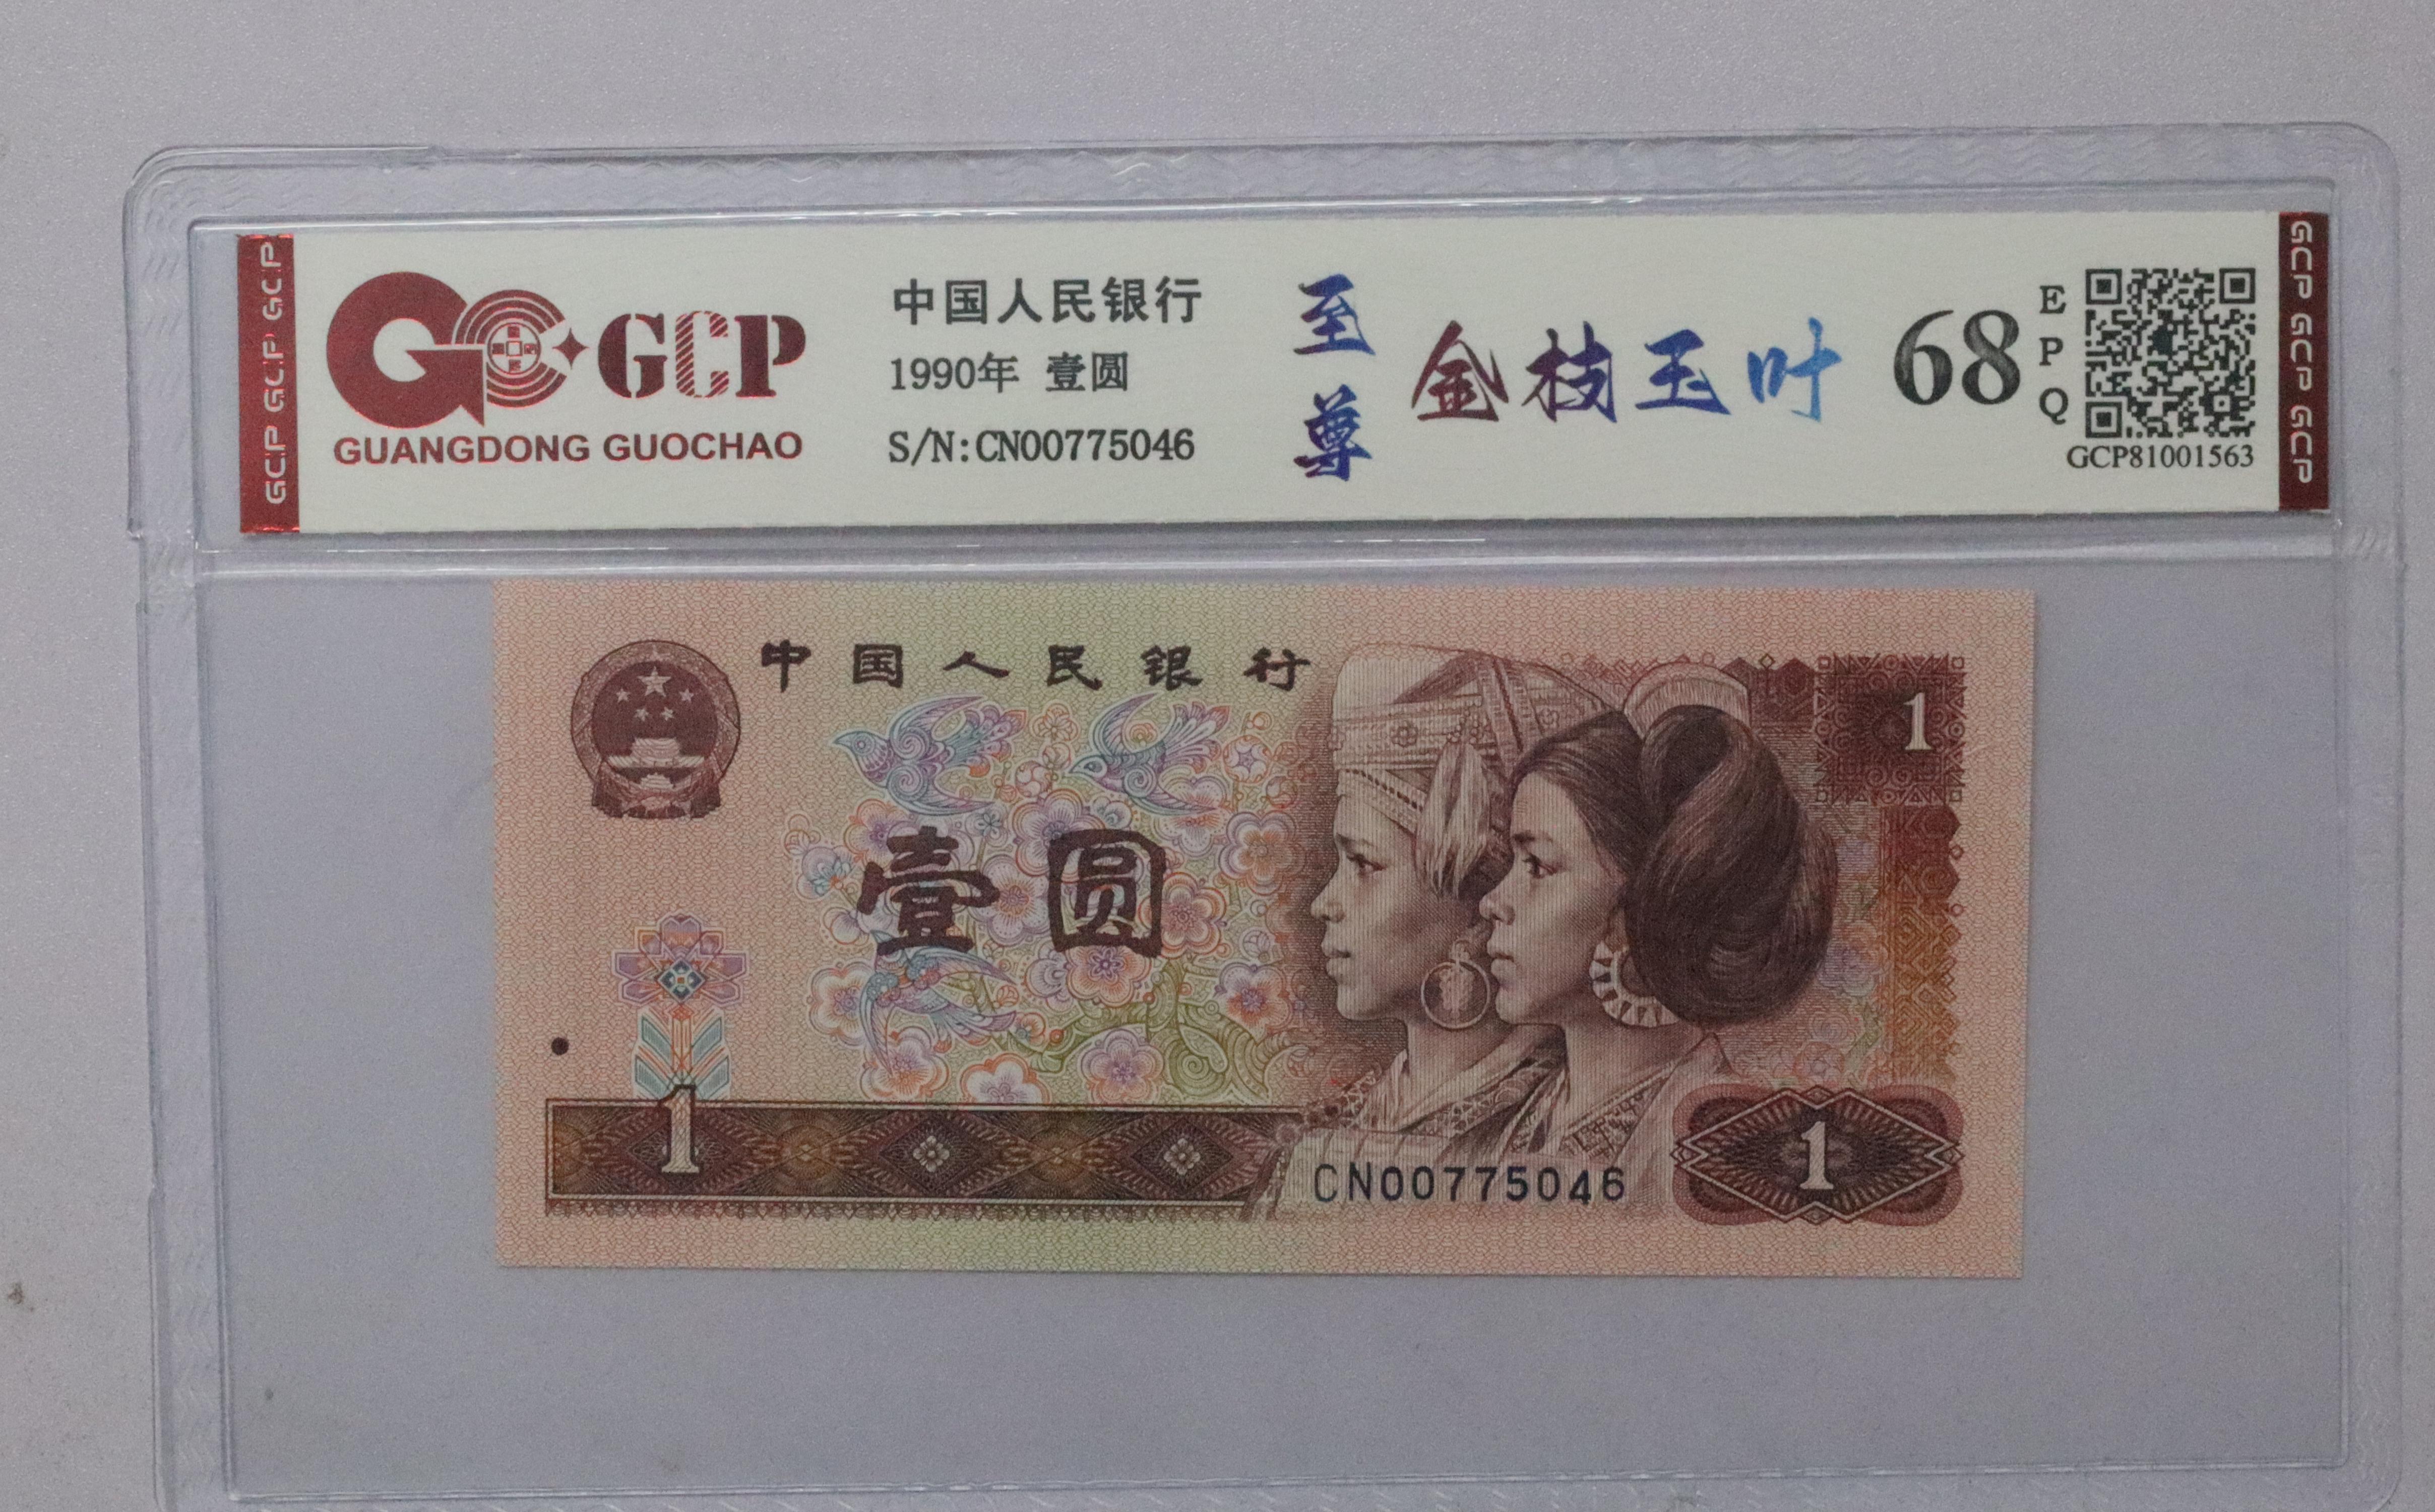 GCP GCP GCP
GCP
GUANGDONG GUOCHAO
中国人民银行
1990年 壹圆
S/N:CN00775046
至尊
金枝玉叶
68
EPQ
GCP81001563
GCP GCP GCP
中国人民银行
1
壹圆
1
CN00775046
1